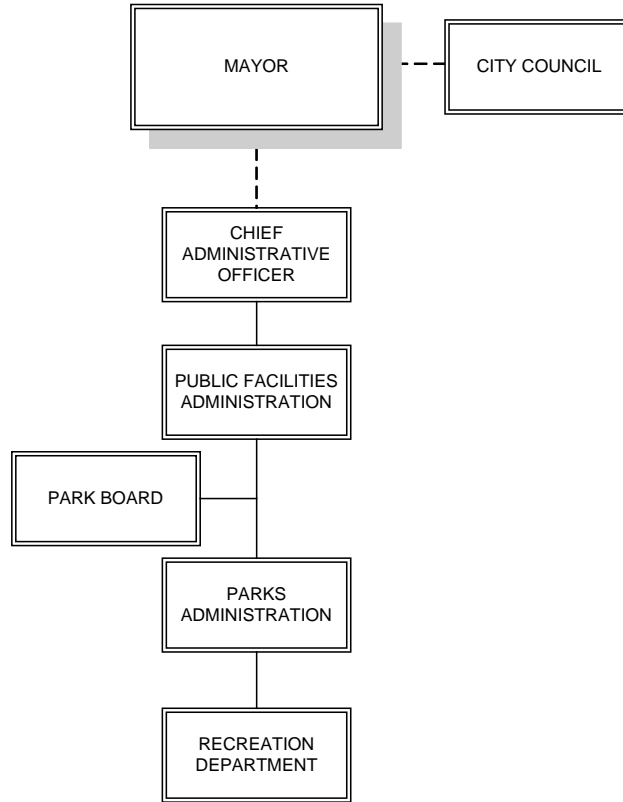 MAYOR
CITY COUNCIL
CHIEF
ADMINISTRATIVE
OFFICER
PUBLIC FACILITIES
ADMINISTRATION
PARK BOARD
PARKS
ADMINISTRATION
RECREATION
DEPARTMENT